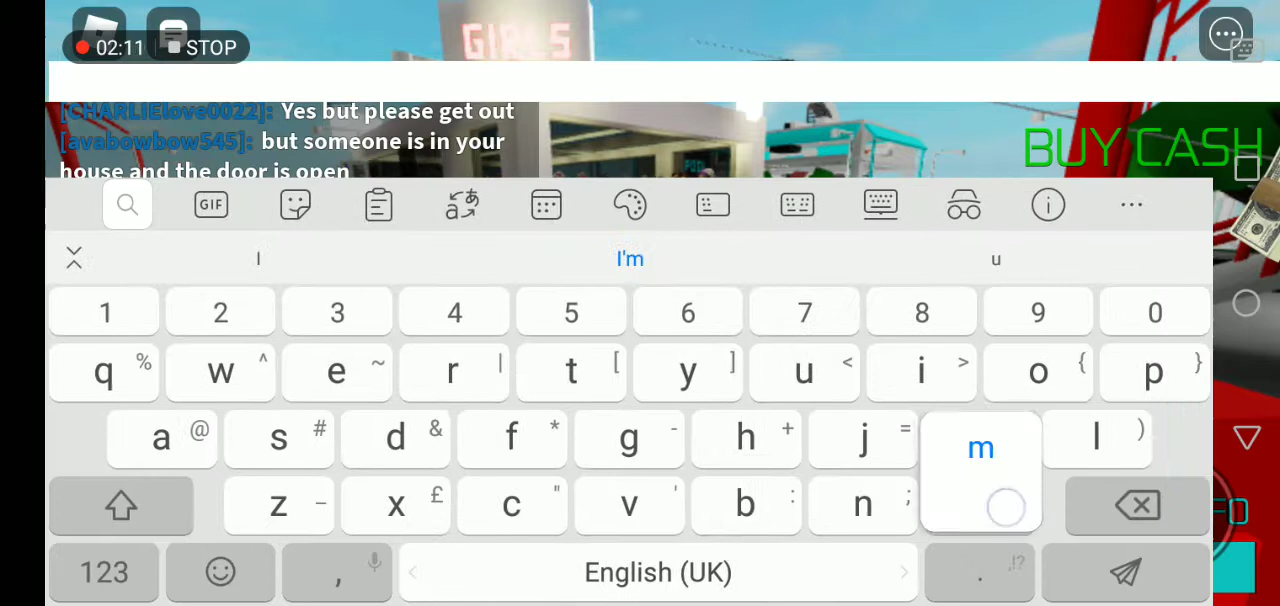 GIRLS
02:11 STOP
[CHARLIElove0022]: Yes but please get out
[avabowbow545]: but someone is in your
house and the door is open
BUY CASH
GIF
I I'm u
1 2 3 4 5 6 7 8 9 0
q % w ^ e ~ r | t [ y ] u < i > o { p }
a @ s # d & f * g - h + j = l )
z _ x £ c " v ' b : n ; m
123 , English (UK) . ,!?